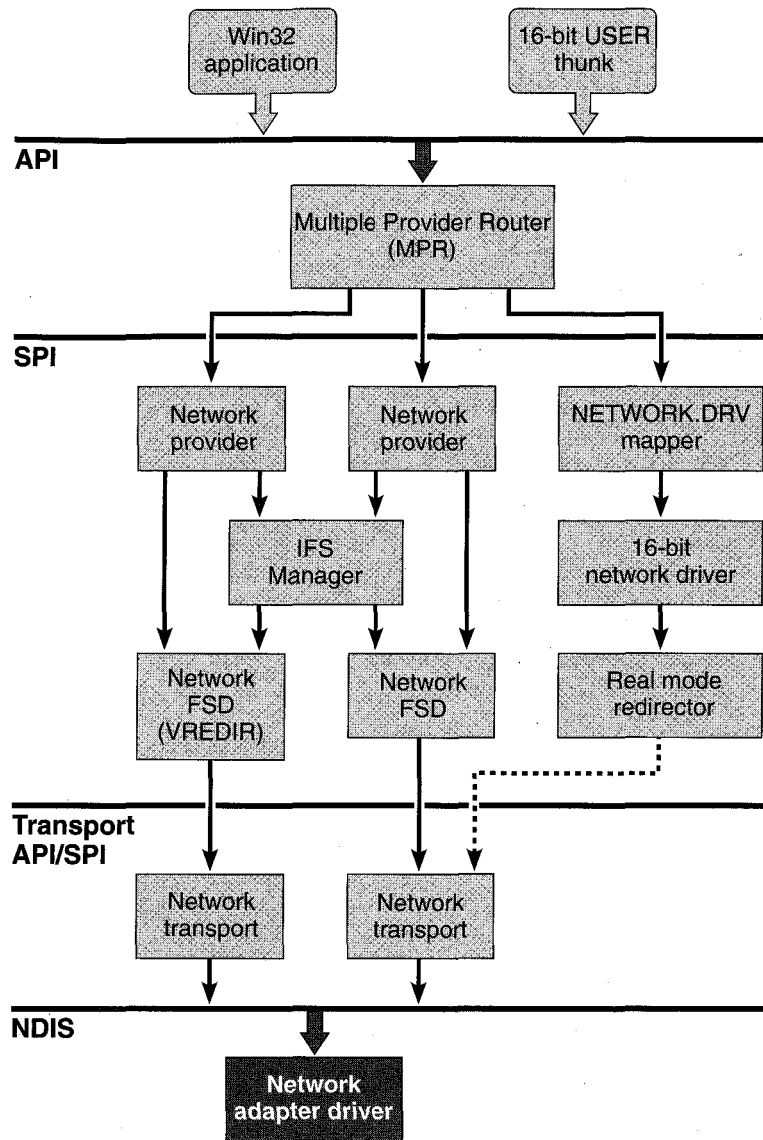 Win32
application
16-bit USER
thunk
API
Multiple Provider Router
(MPR)
SPI
Network
provider
Network
provider
NETWORK.DRV
mapper
IFS
Manager
16-bit
network driver
Network
FSD
(VREDIR)
Network
FSD
Real mode
redirector
Transport
API/SPI
Network
transport
Network
transport
NDIS
Network
adapter driver